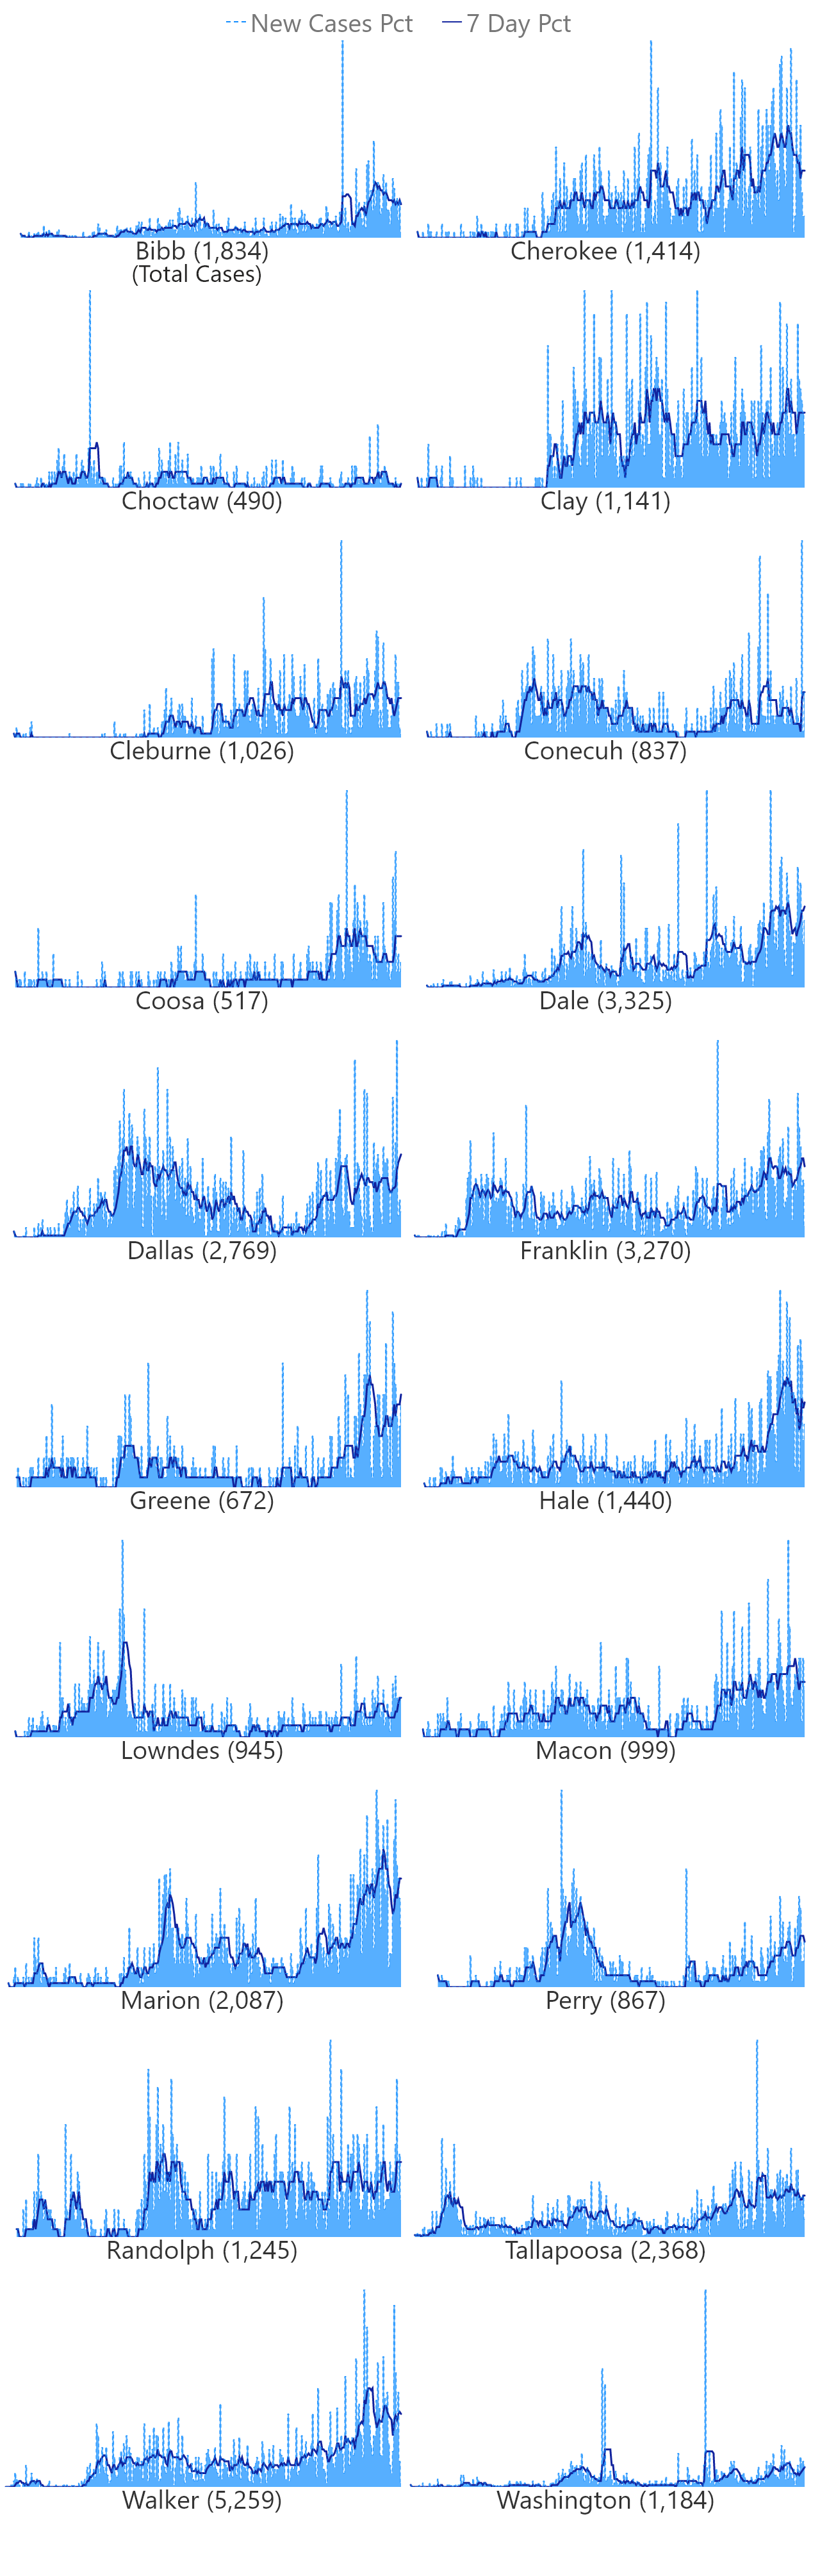 New Cases Pct 7 Day Pct
Bibb (1,834) Cherokee (1,414)
(Total Cases)
Choctaw (490) Clay (1,141)
Cleburne (1,026) Conecuh (837)
Coosa (517) Dale (3,325)
Dallas (2,769) Franklin (3,270)
Greene (672) Hale (1,440)
Lowndes (945) Macon (999)
Marion (2,087) Perry (867)
Randolph (1,245) Tallapoosa (2,368)
Walker (5,259) Washington (1,184)